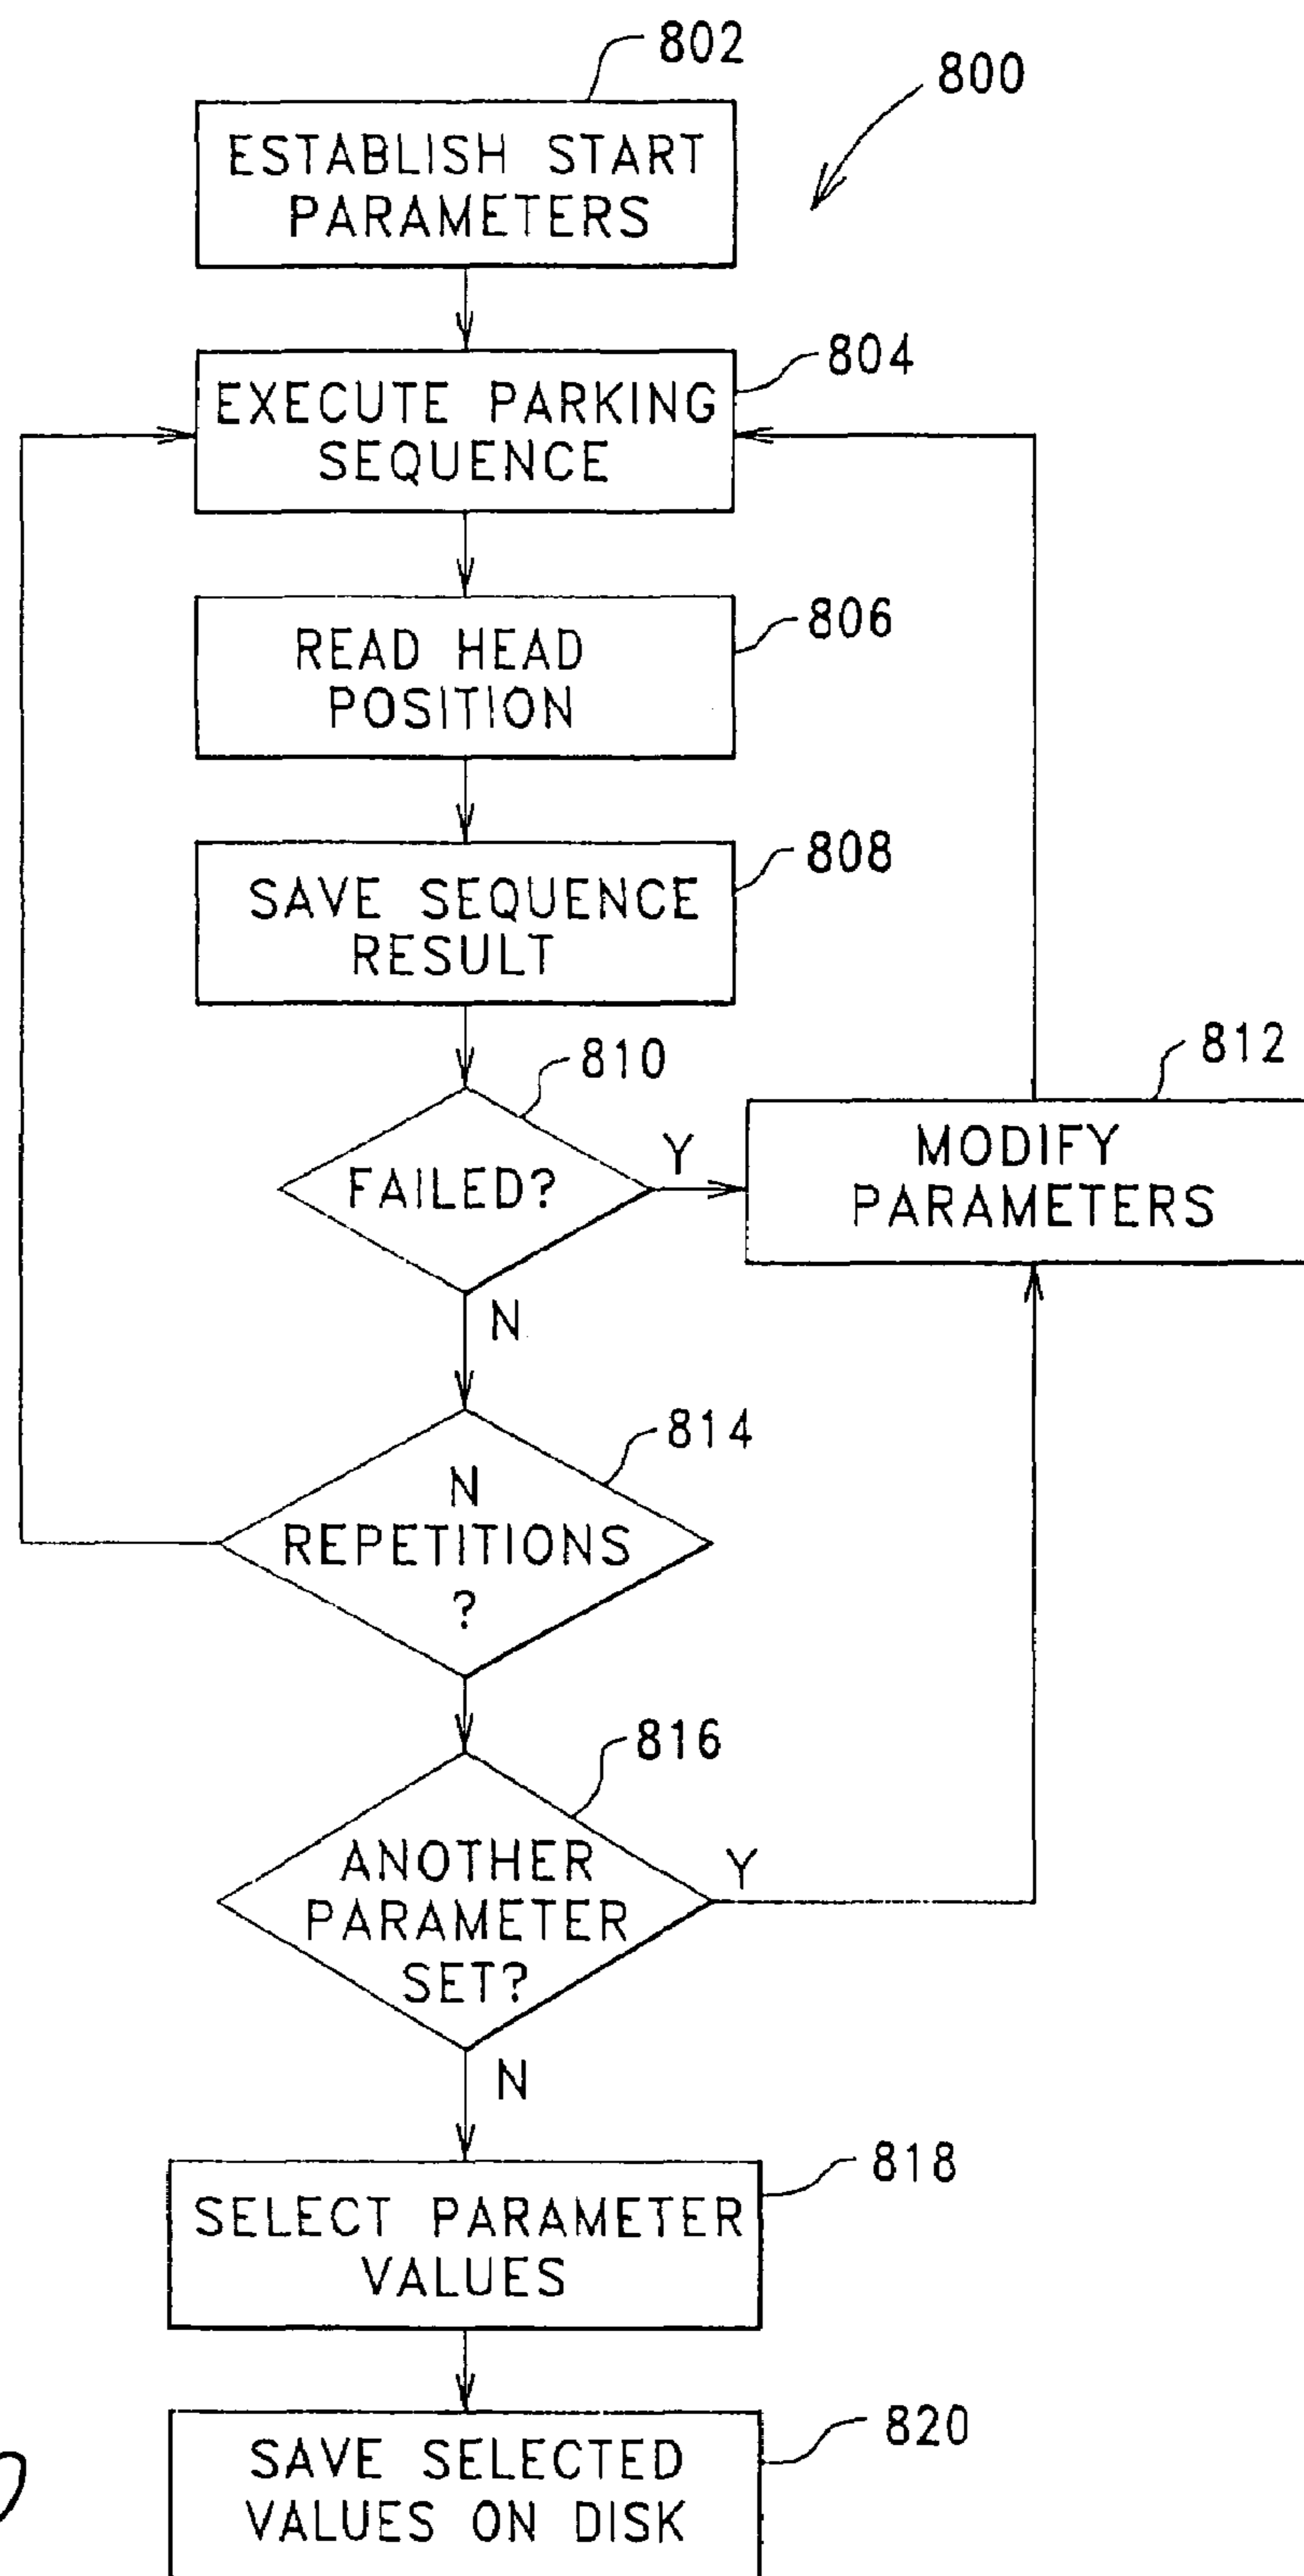 802
800
ESTABLISH START
PARAMETERS
804
EXECUTE PARKING
SEQUENCE
806
READ HEAD
POSITION
808
SAVE SEQUENCE
RESULT
810
812
FAILED?
Y
MODIFY
PARAMETERS
N
814
N
REPETITIONS
?
816
ANOTHER
PARAMETER
SET?
Y
N
818
SELECT PARAMETER
VALUES
820
SAVE SELECTED
VALUES ON DISK